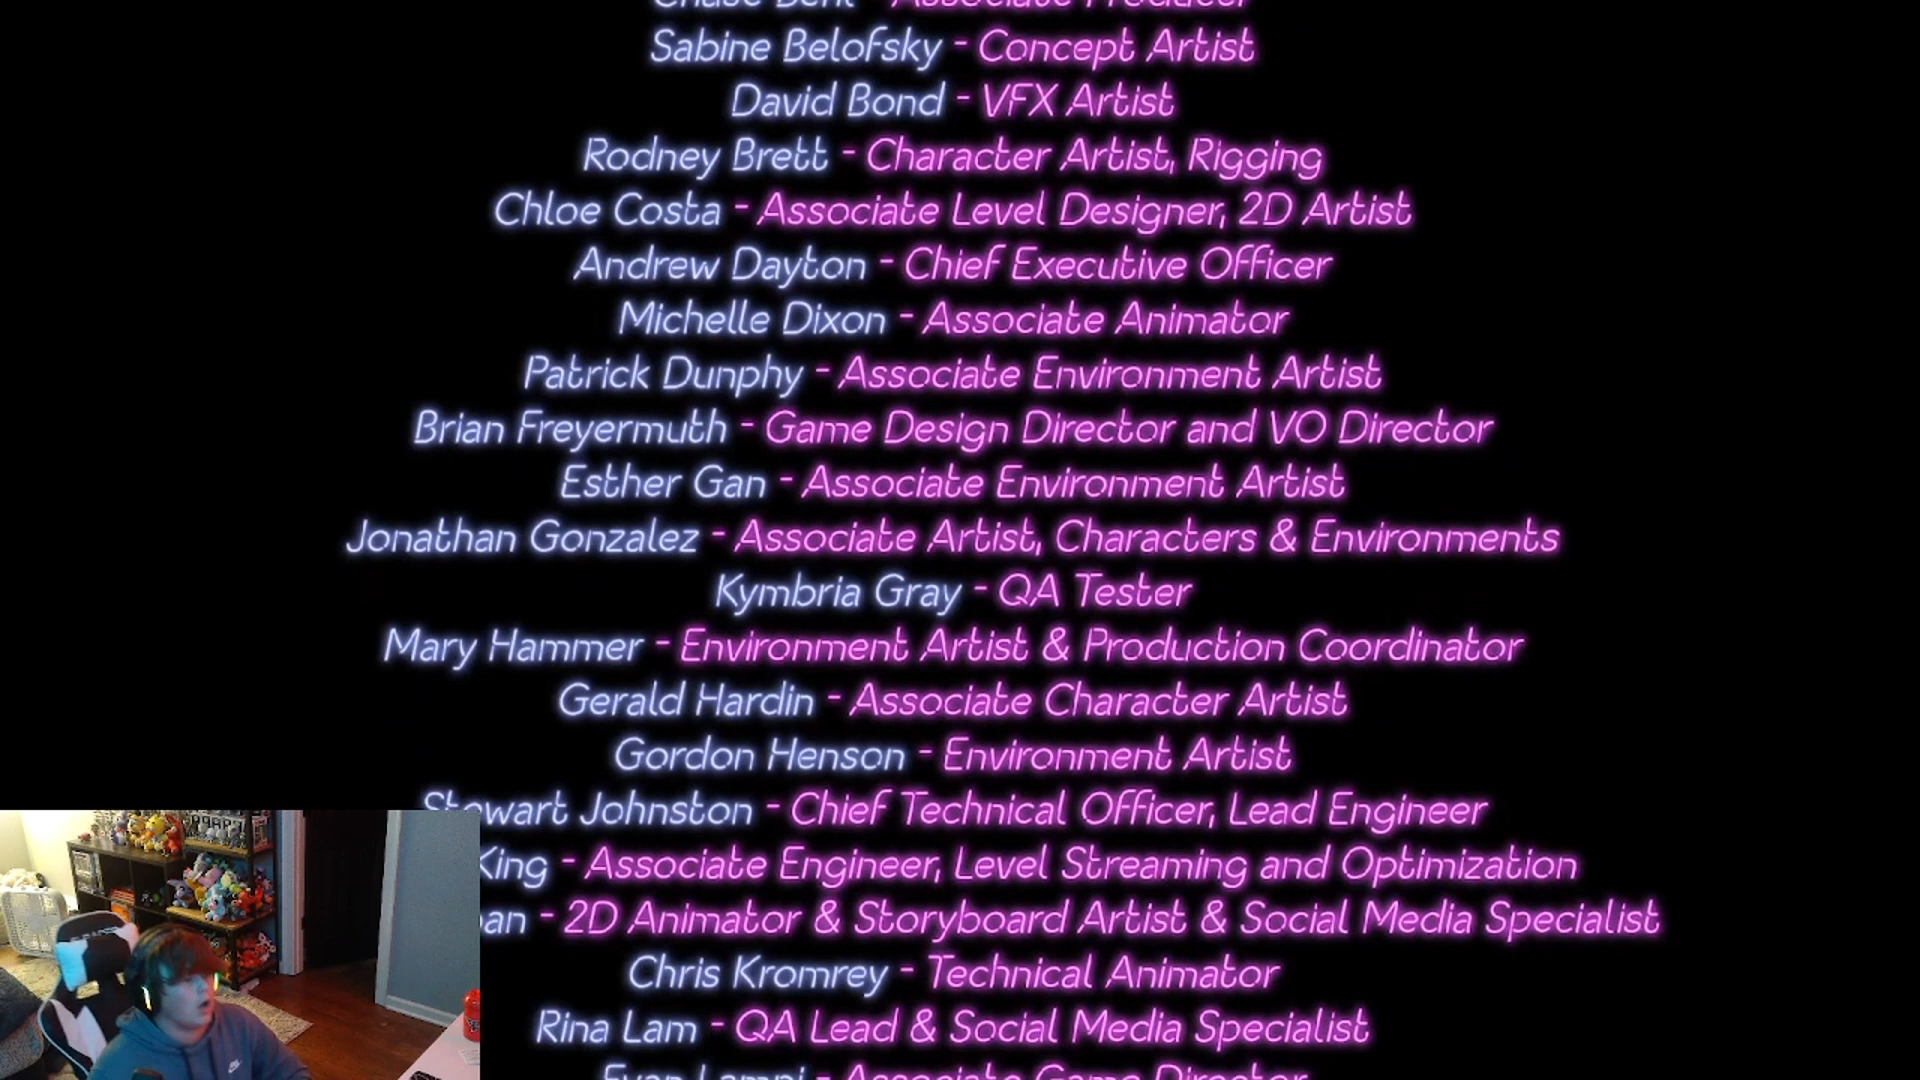 Sabine Belofsky - Concept Artist
David Bond - VFX Artist
Rodney Brett - Character Artist, Rigging
Chloe Costa - Associate Level Designer, 2D Artist
Andrew Dayton - Chief Executive Officer
Michelle Dixon - Associate Animator
Patrick Dunphy - Associate Environment Artist
Brian Freyermuth - Game Design Director and VO Director
Esther Gan - Associate Environment Artist
Jonathan Gonzalez - Associate Artist, Characters & Environments
Kymbria Gray - QA Tester
Mary Hammer - Environment Artist & Production Coordinator
Gerald Hardin - Associate Character Artist
Gordon Henson - Environment Artist
Stewart Johnston - Chief Technical Officer, Lead Engineer
King - Associate Engineer, Level Streaming and Optimization
- 2D Animator & Storyboard Artist & Social Media Specialist
Chris Kromrey - Technical Animator
Rina Lam - QA Lead & Social Media Specialist